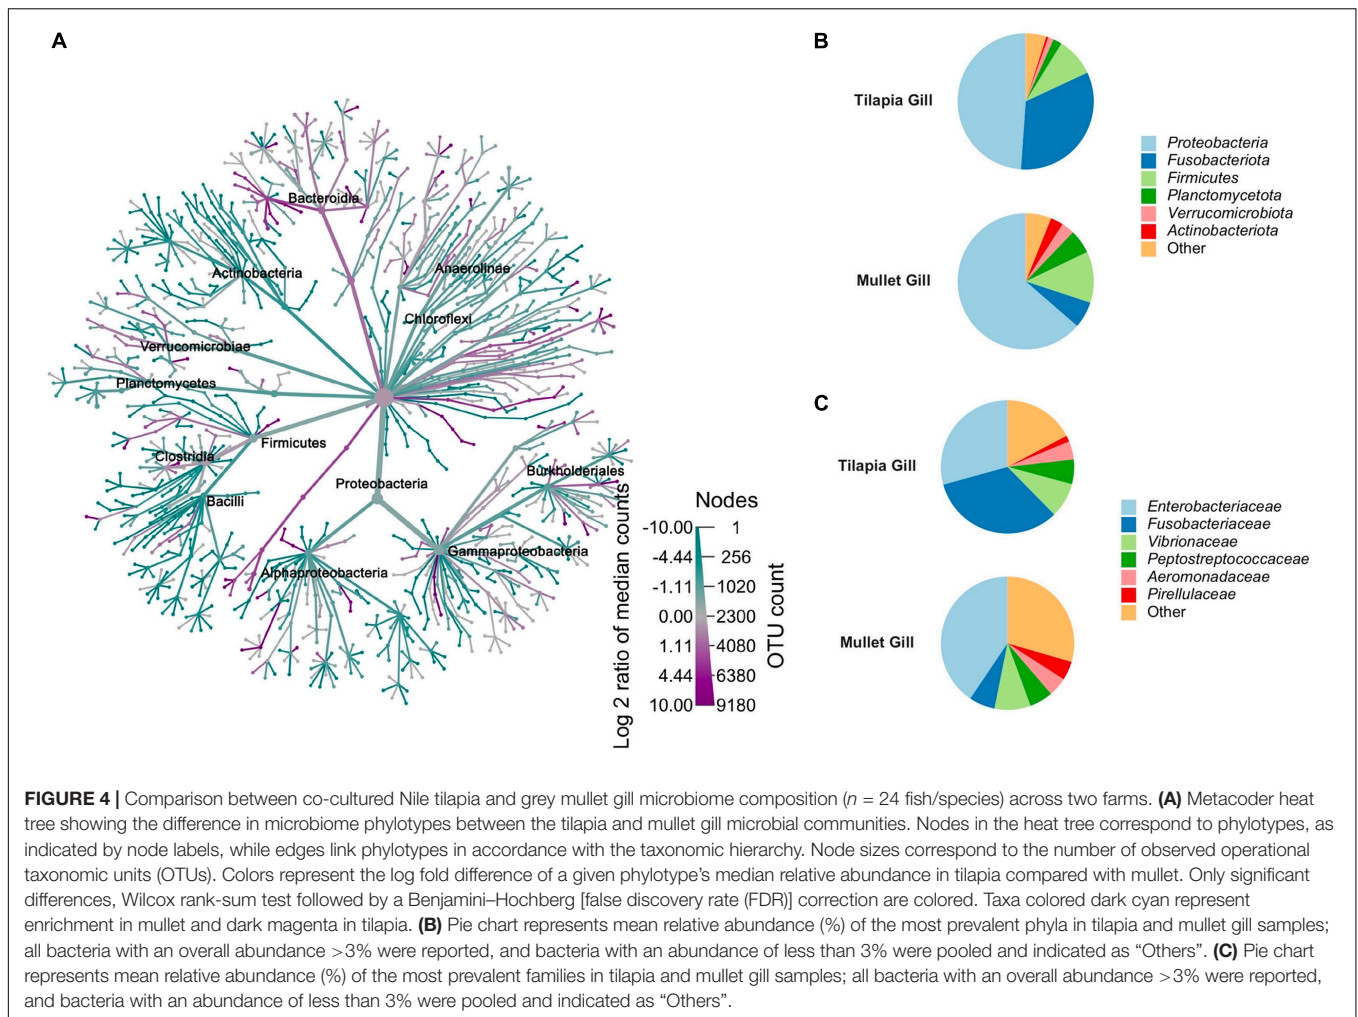 A
Bacteroidia
Actinobacteria
Anaerolinae
Chloroflexi
Verrucomicrobiae
Planctomycetes
Firmicutes
Clostridia
Bacilli
Proteobacteria
Burkholderiales
Gammaproteobacteria
Alphaproteobacteria
Log 2 ratio of median counts
Nodes
-10.00 1
-4.44 256
-1.11 1020
0.00 2300
1.11 4080
4.44 6380
10.00 9180
OTU count
B
Tilapia Gill
Mullet Gill
Proteobacteria
Fusobacteriota
Firmicutes
Planctomycetota
Verrucomicrobiota
Actinobacteriota
Other
C
Tilapia Gill
Mullet Gill
Enterobacteriaceae
Fusobacteriaceae
Vibrionaceae
Peptostreptococcaceae
Aeromonadaceae
Pirellulaceae
Other
FIGURE 4 | Comparison between co-cultured Nile tilapia and grey mullet gill microbiome composition (n = 24 fish/species) across two farms. (A) Metacoder heat
tree showing the difference in microbiome phylotypes between the tilapia and mullet gill microbial communities. Nodes in the heat tree correspond to phylotypes, as
indicated by node labels, while edges link phylotypes in accordance with the taxonomic hierarchy. Node sizes correspond to the number of observed operational
taxonomic units (OTUs). Colors represent the log fold difference of a given phylotype's median relative abundance in tilapia compared with mullet. Only significant
differences, Wilcox rank-sum test followed by a Benjamini–Hochberg [false discovery rate (FDR)] correction are colored. Taxa colored dark cyan represent
enrichment in mullet and dark magenta in tilapia. (B) Pie chart represents mean relative abundance (%) of the most prevalent phyla in tilapia and mullet gill samples;
all bacteria with an overall abundance >3% were reported, and bacteria with an abundance of less than 3% were pooled and indicated as "Others". (C) Pie chart
represents mean relative abundance (%) of the most prevalent families in tilapia and mullet gill samples; all bacteria with an overall abundance >3% were reported,
and bacteria with an abundance of less than 3% were pooled and indicated as "Others".